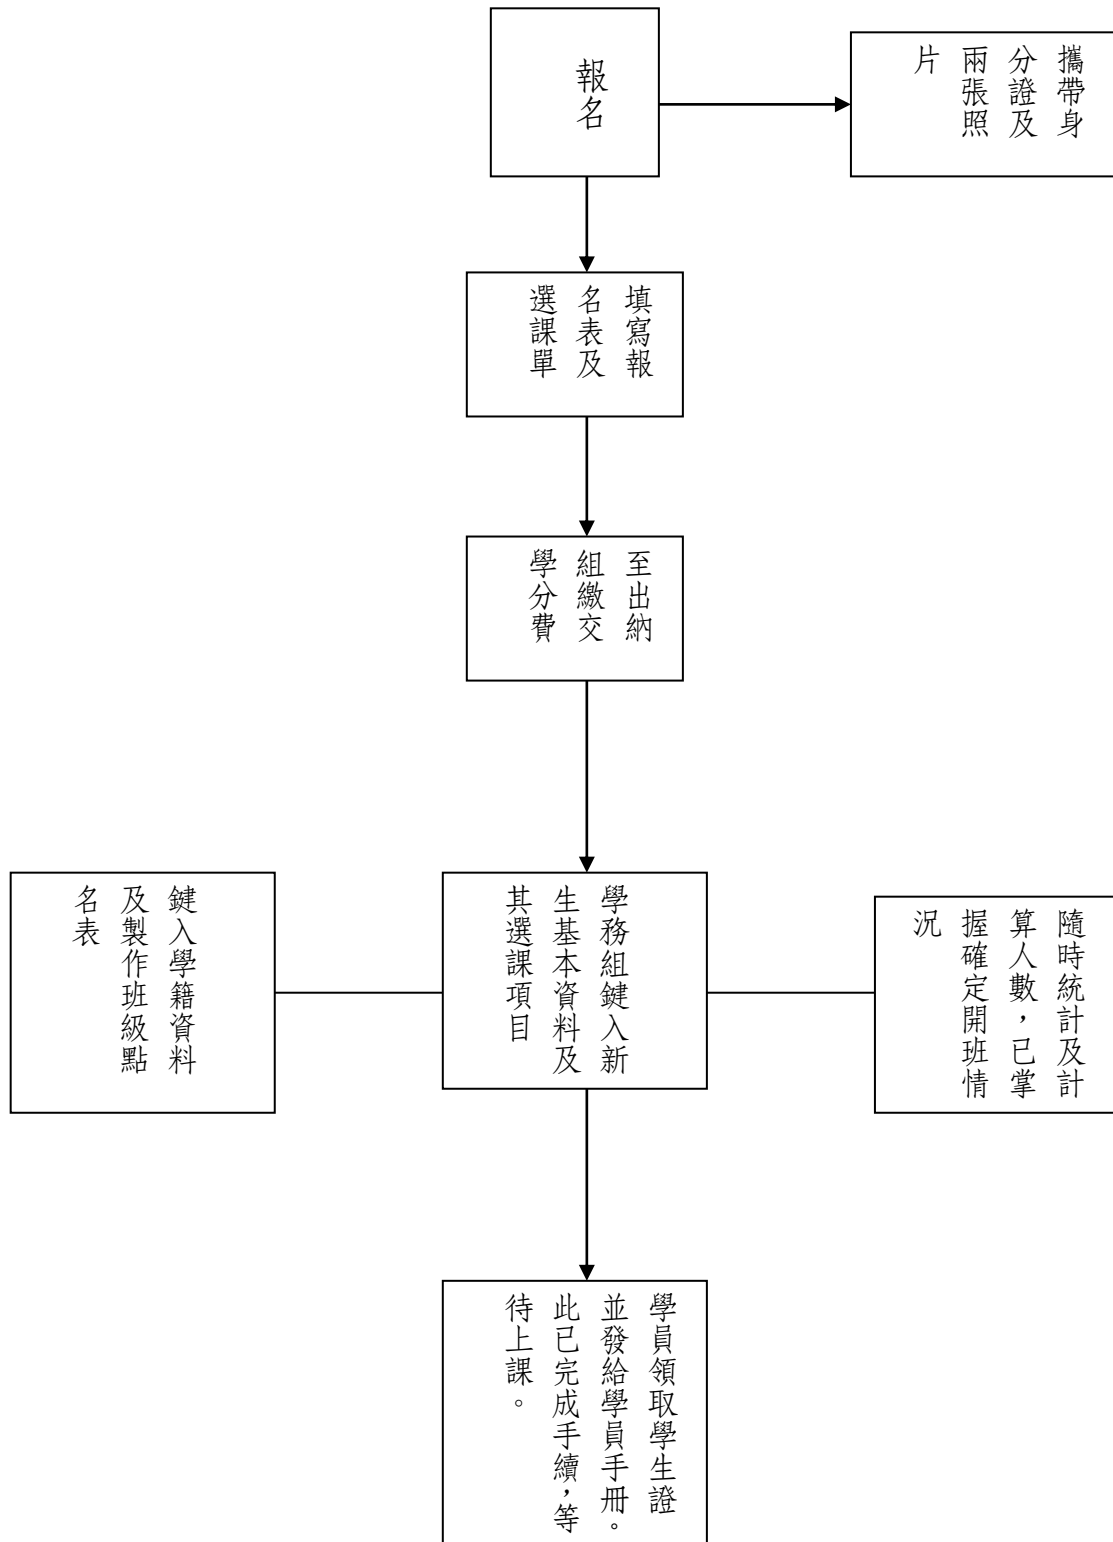 報名
攜帶身
分證及
兩張照
片
填寫報
名表及
選課單
至出納
組繳交
學分費
學務組鍵入新
生基本資料及
其選課項目
隨時統計及計
算人數，已掌
握確定開班情
況
鍵入學籍資料
及製作班級點
名表
學員領取學生證
並發給學員手冊。
此已完成手續，等
待上課。